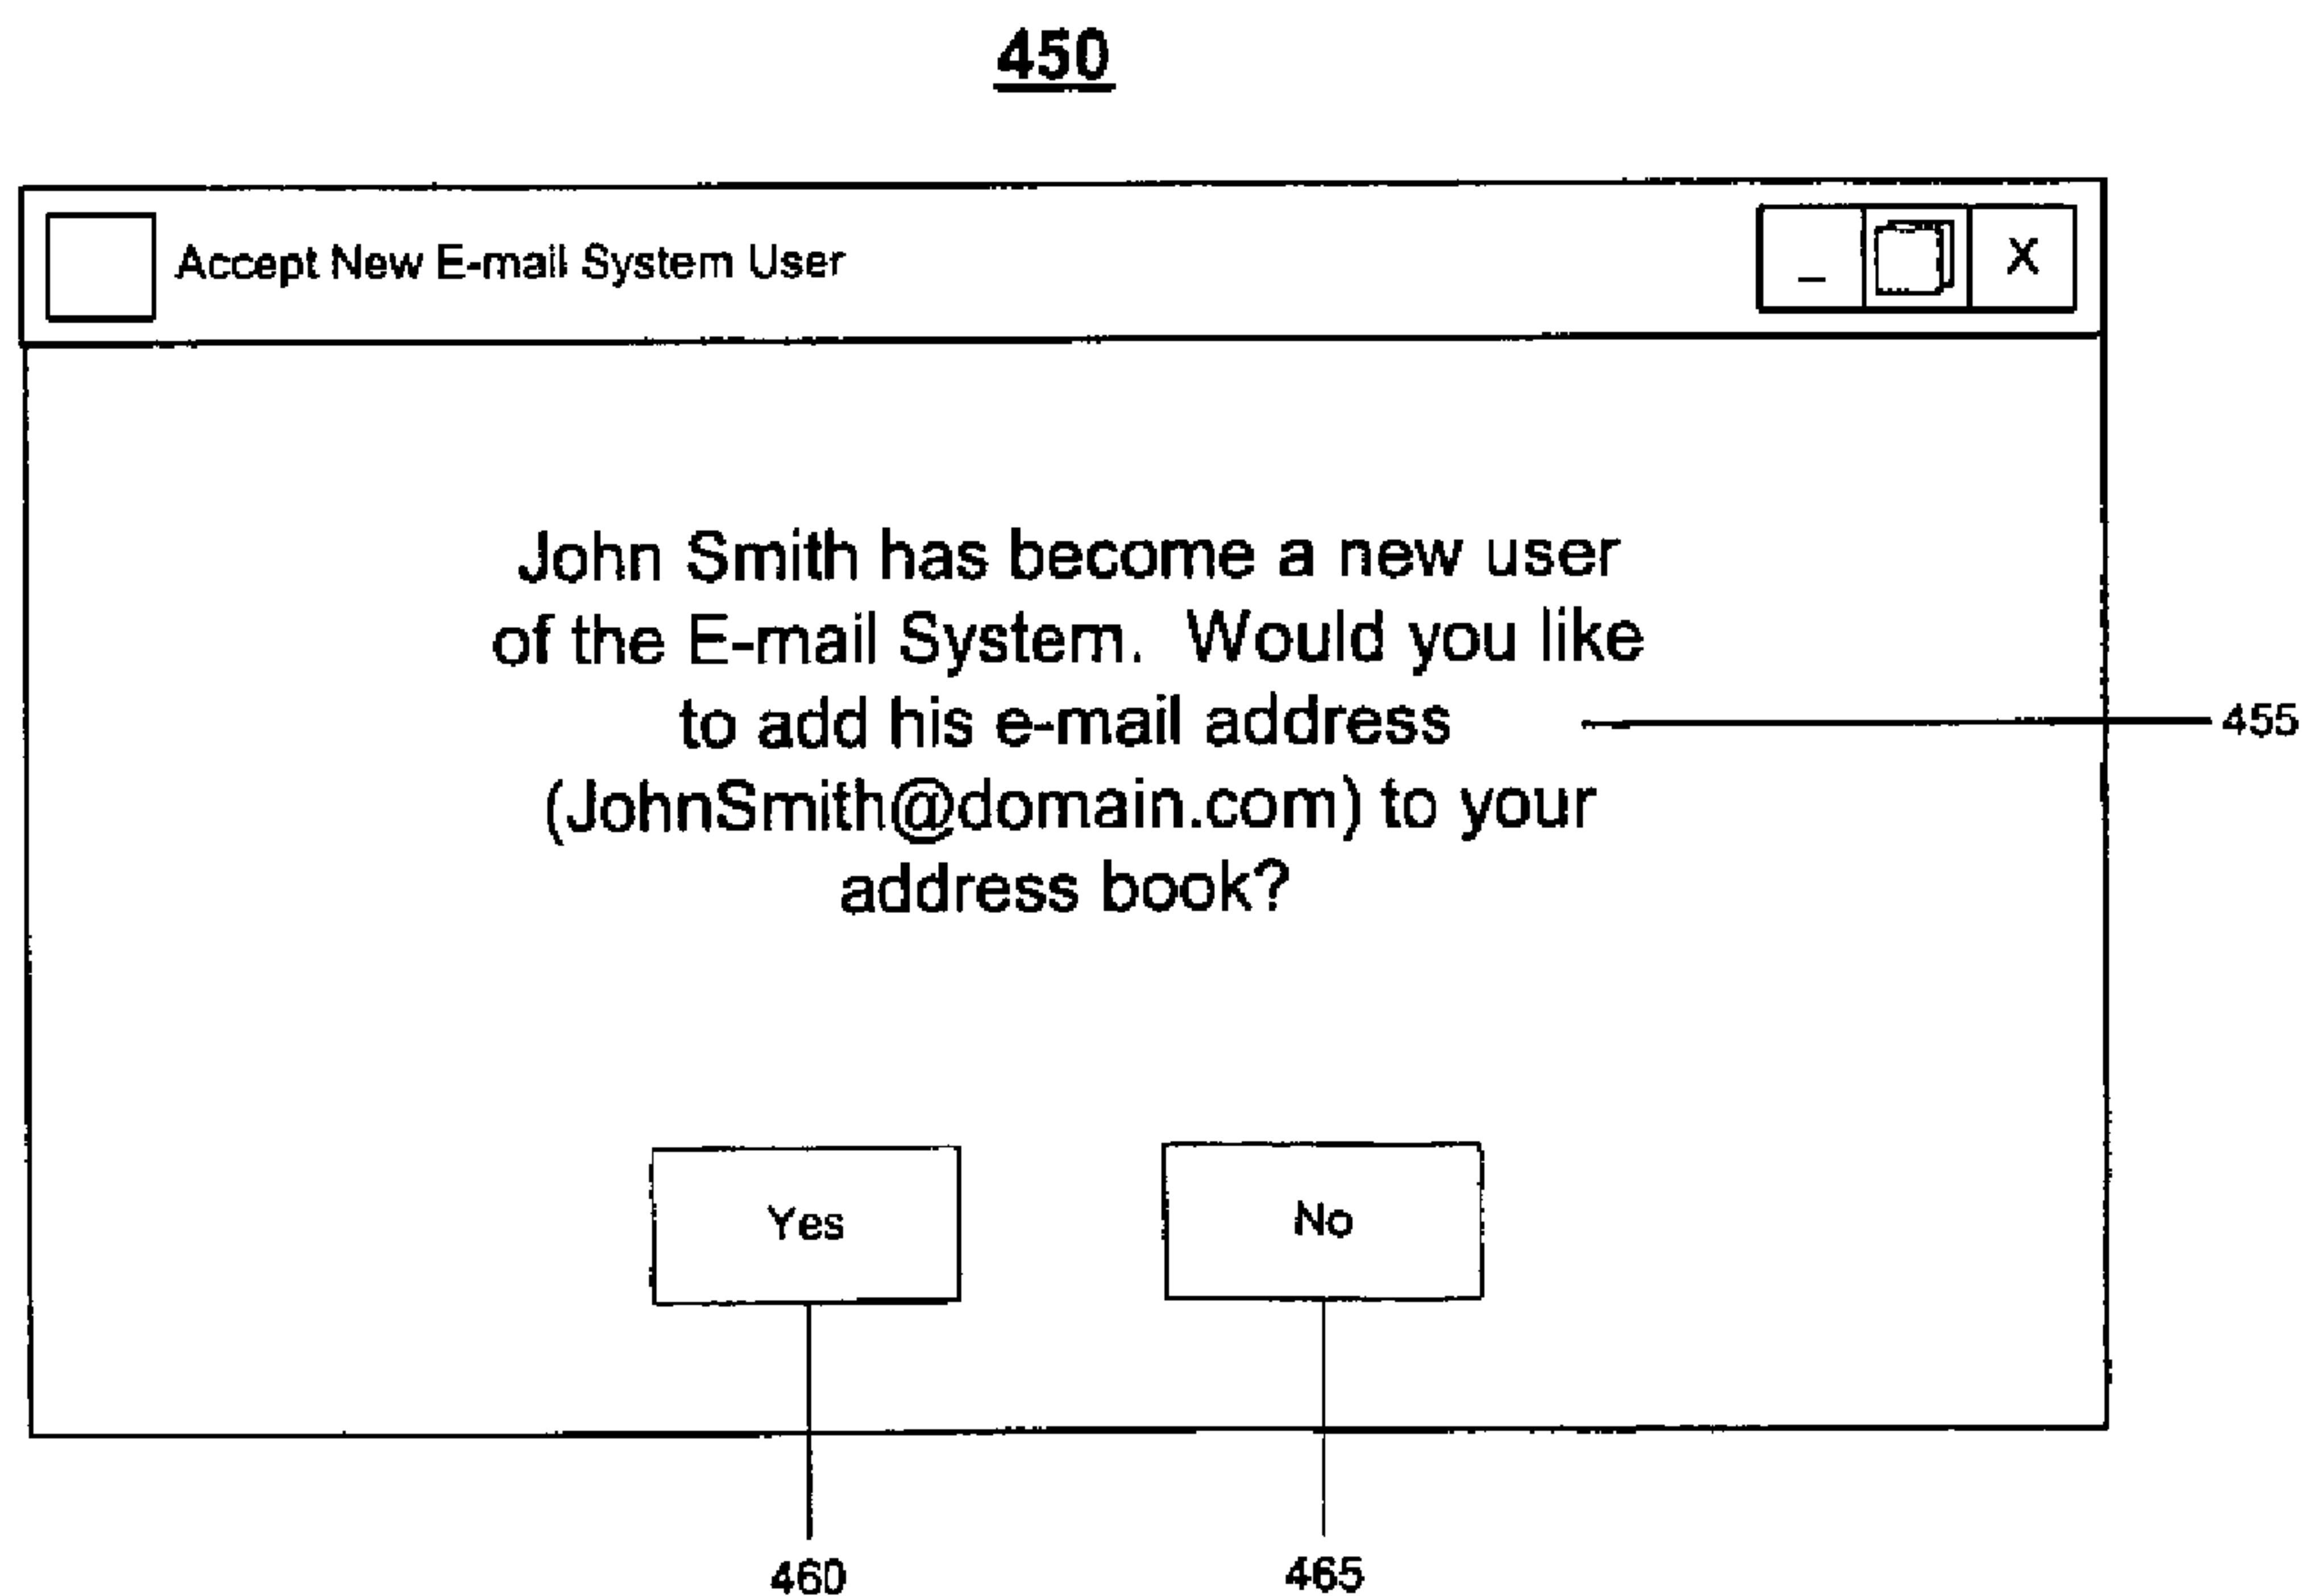 450
Accept New E-mail System User
_
X
John Smith has become a new user
of the E-mail System. Would you like
to add his e-mail address
455
(JohnSmith@domain.com) to your
address book?
Yes
No
460
465